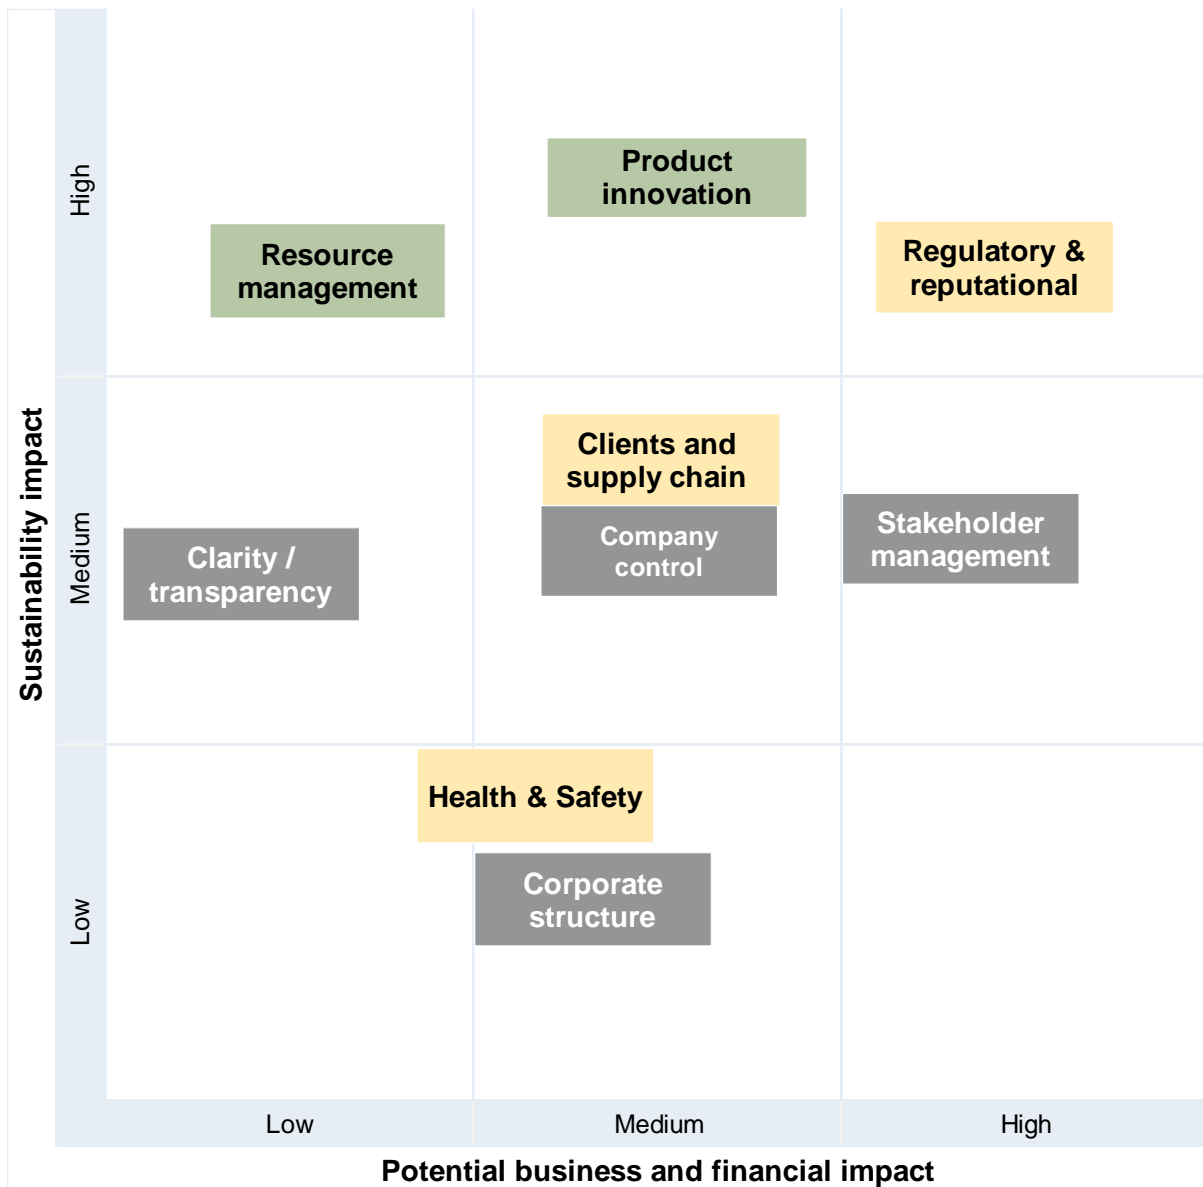 Sustainability impact
High
Product
innovation
Resource
management
Regulatory &
reputational
Medium
Clients and
supply chain
Company
control
Stakeholder
management
Clarity /
transparency
Low
Health & Safety
Corporate
structure
Low
Medium
High
Potential business and financial impact